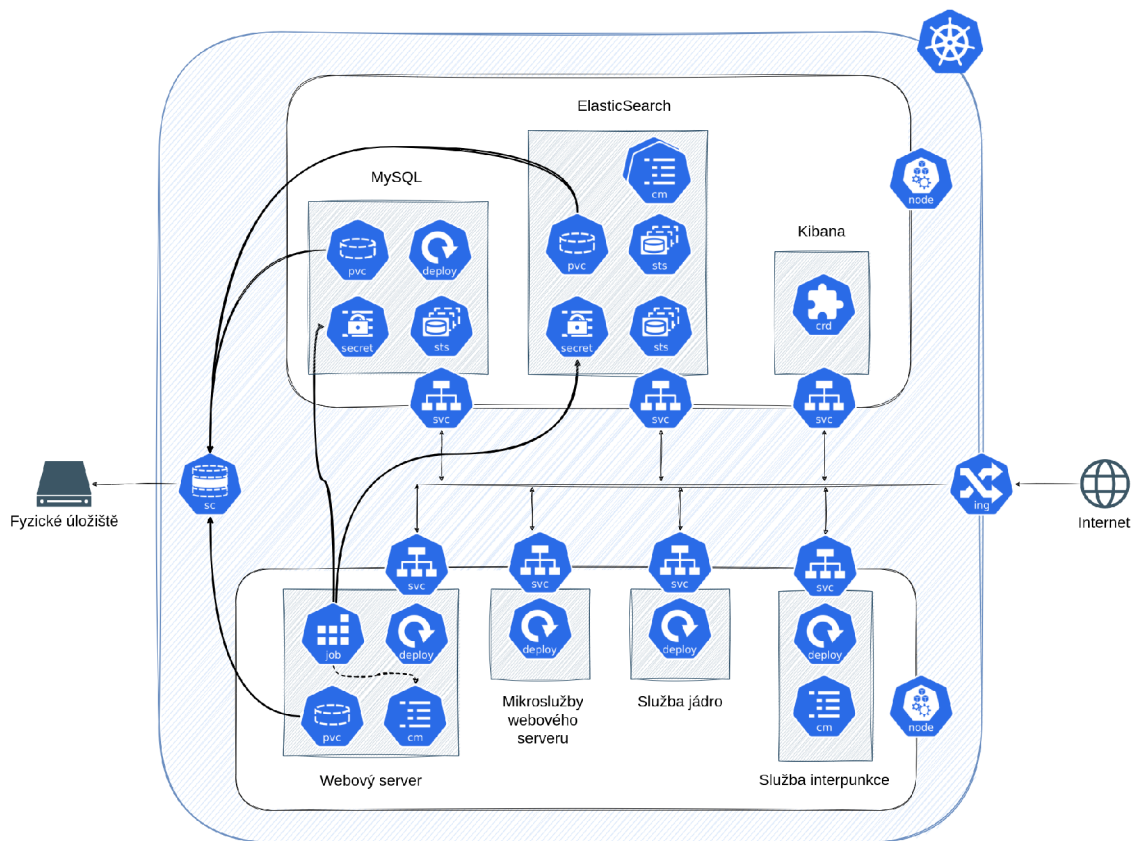 ElasticSearch
cm
MySQL
node
Kibana
pvc
deploy
pvc
sts
crd
secret
sts
secret
sts
svc
svc
svc
sc
ing
Fyzické úložiště
Internet
svc
svc
svc
svc
job
deploy
deploy
deploy
deploy
pvc
cm
Mikroslužby
webového
serveru
Služba jádro
cm
node
Webový server
Služba interpunkce